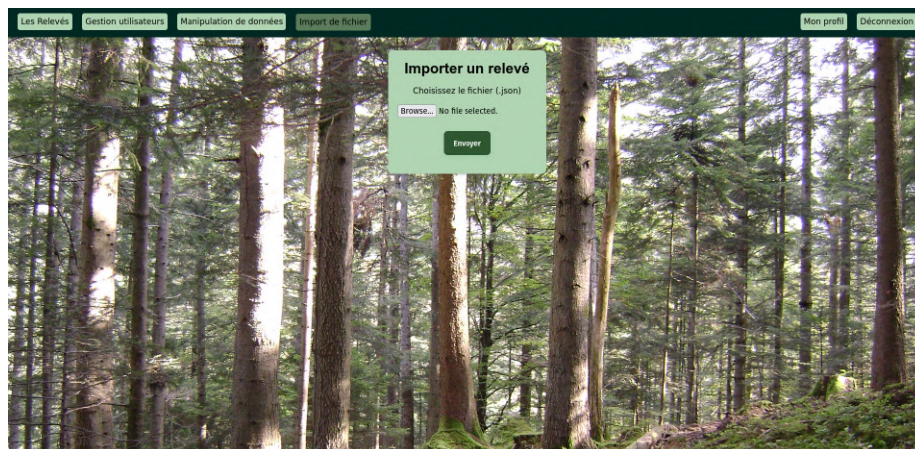 Les Relevés Gestion utilisateurs Manipulation de données Import de fichier Mon profil Déconnexion
Importer un relevé
Choisissez le fichier (.json)
Browse... No file selected.
Envoyer